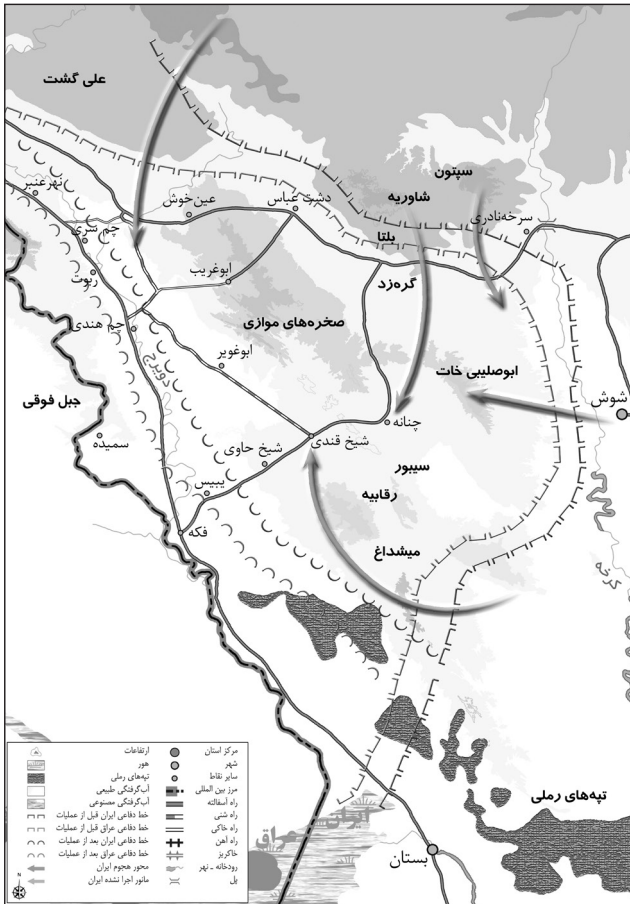 علی گشت
سپتون
شاوریه
نهرعنبر
عین‌خوش
دشت عباس
سرخه‌نادری
چم سری
بلتا
ابوغریب
گره‌زد
ربوت
صخره‌های موازی
چم هندی
دویرج
ابوغویر
ابوصلیبی خات
جبل فوقی
شوش
چنانه
شیخ قندی
سمیده
شیخ حاوی
سیبور
رقابیه
یبیس
فکه
میشداغ
کرخه
مرکز استان
ارتفاعات
شهر
هور
سایر نقاط
تپه‌های رملی
مرز بین المللی
آب‌گرفتگی طبیعی
راه آسفالته
آب‌گرفتگی مصنوعی
راه شنی
خط دفاعی ایران قبل از عملیات
راه خاکی
خط دفاعی عراق قبل از عملیات
راه آهن
خط دفاعی ایران بعد از عملیات
خاکریز
خط دفاعی عراق بعد از عملیات
رودخانه ـ نهر
محور هجوم ایران
پل
مانور اجرا نشده ایران
N
تپه‌های رملی
بستان